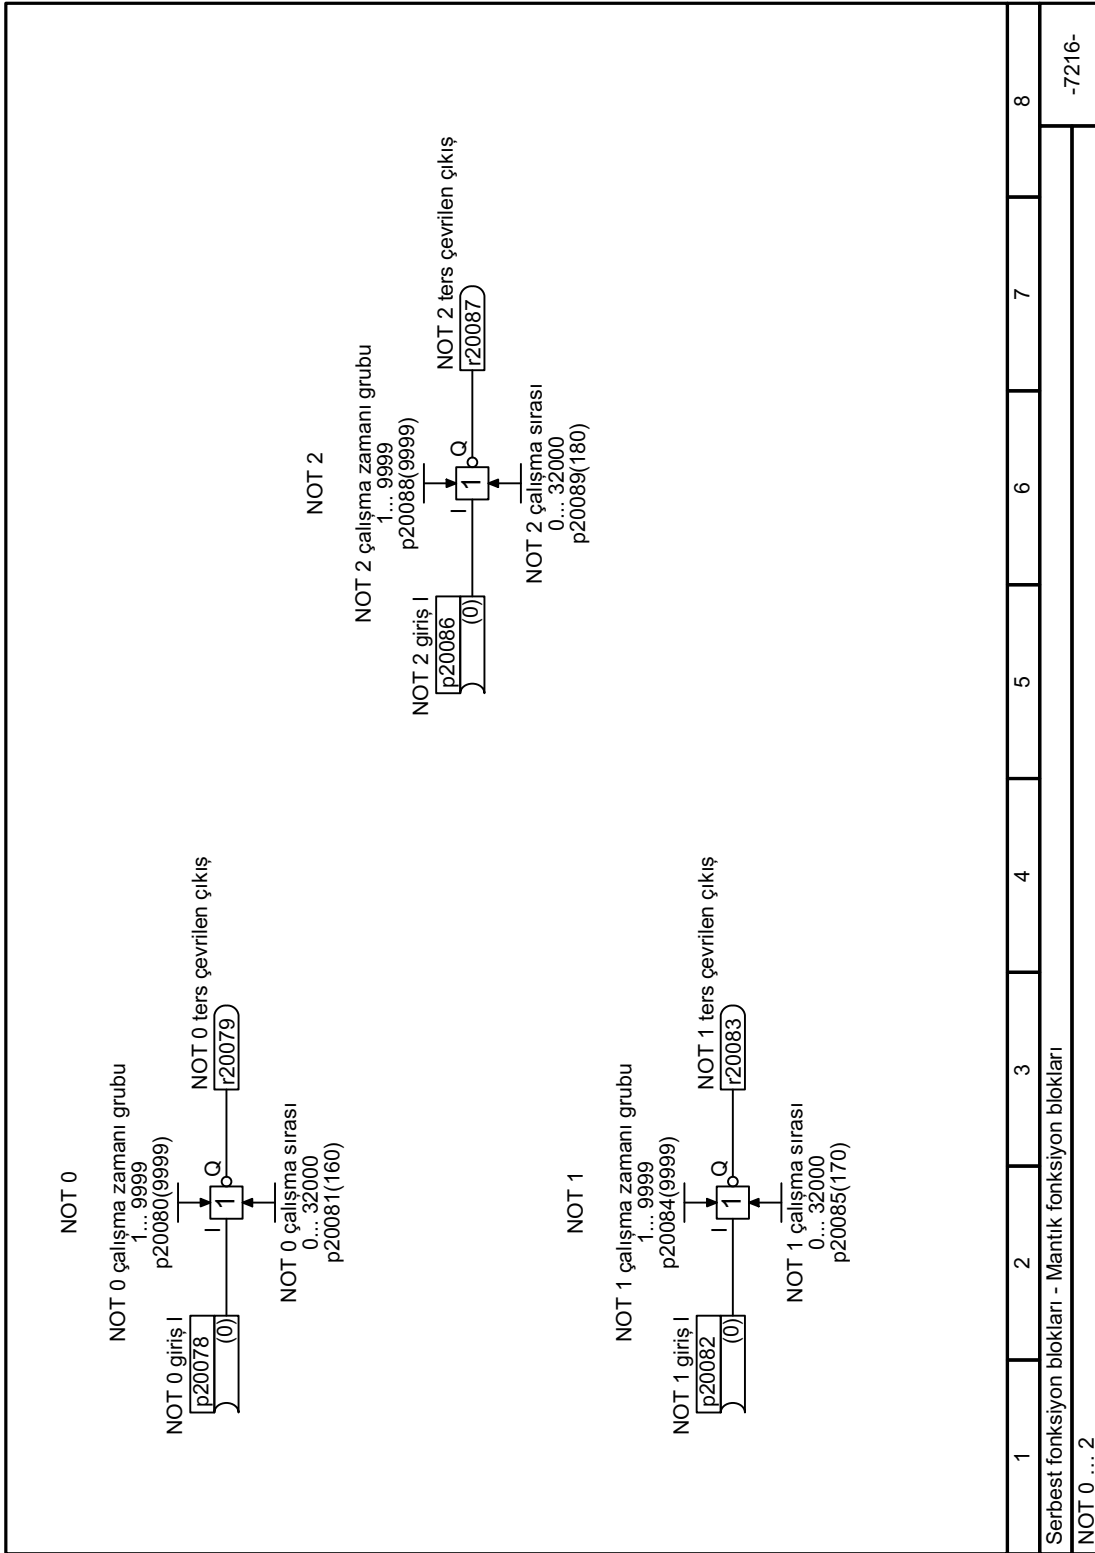 NOT 0
NOT 0 çalışma zamanı grubu
1... 9999
p20080(9999)
NOT 0 giriş I
p20078
(0)
I
1
Q
NOT 0 ters çevrilen çıkış
r20079
NOT 0 çalışma sırası
0... 32000
p20081(160)
NOT 1
NOT 1 çalışma zamanı grubu
1... 9999
p20084(9999)
NOT 1 giriş I
p20082
(0)
I
1
Q
NOT 1 ters çevrilen çıkış
r20083
NOT 1 çalışma sırası
0... 32000
p20085(170)
NOT 2
NOT 2 çalışma zamanı grubu
1... 9999
p20088(9999)
NOT 2 giriş I
p20086
(0)
I
1
Q
NOT 2 ters çevrilen çıkış
r20087
NOT 2 çalışma sırası
0... 32000
p20089(180)
1 2 3 4 5 6 7 8
Serbest fonksiyon blokları - Mantık fonksiyon blokları
NOT 0 ... 2
-7216-